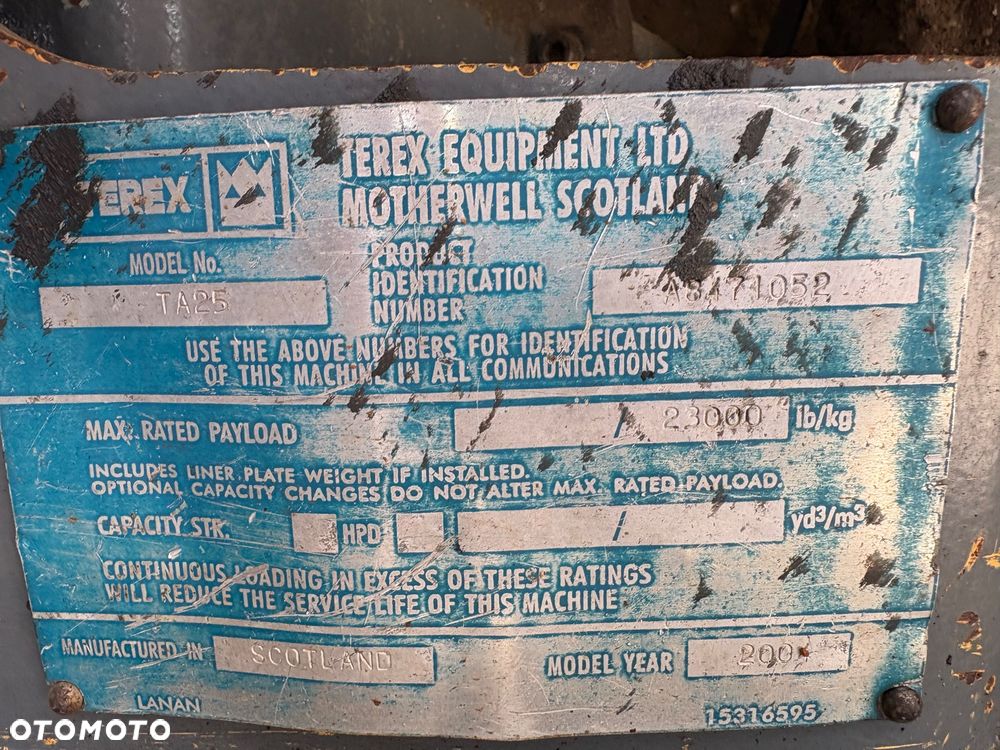 TEREX
TEREX EQUIPMENT LTD
MOTHERWELL SCOTLAND
MODEL No.
TA25
PRODUCT
IDENTIFICATION
NUMBER
A8471052
USE THE ABOVE NUMBERS FOR IDENTIFICATION
OF THIS MACHINE IN ALL COMMUNICATIONS
MAX. RATED PAYLOAD
/ 23000 lb/kg
INCLUDES LINER PLATE WEIGHT IF INSTALLED.
OPTIONAL CAPACITY CHANGES DO NOT ALTER MAX. RATED PAYLOAD.
CAPACITY STR. HPD / yd³/m³
CONTINUOUS LOADING IN EXCESS OF THESE RATINGS
WILL REDUCE THE SERVICE LIFE OF THIS MACHINE
MANUFACTURED IN SCOTLAND
MODEL YEAR
LANAN
15316595
OTOMOTO